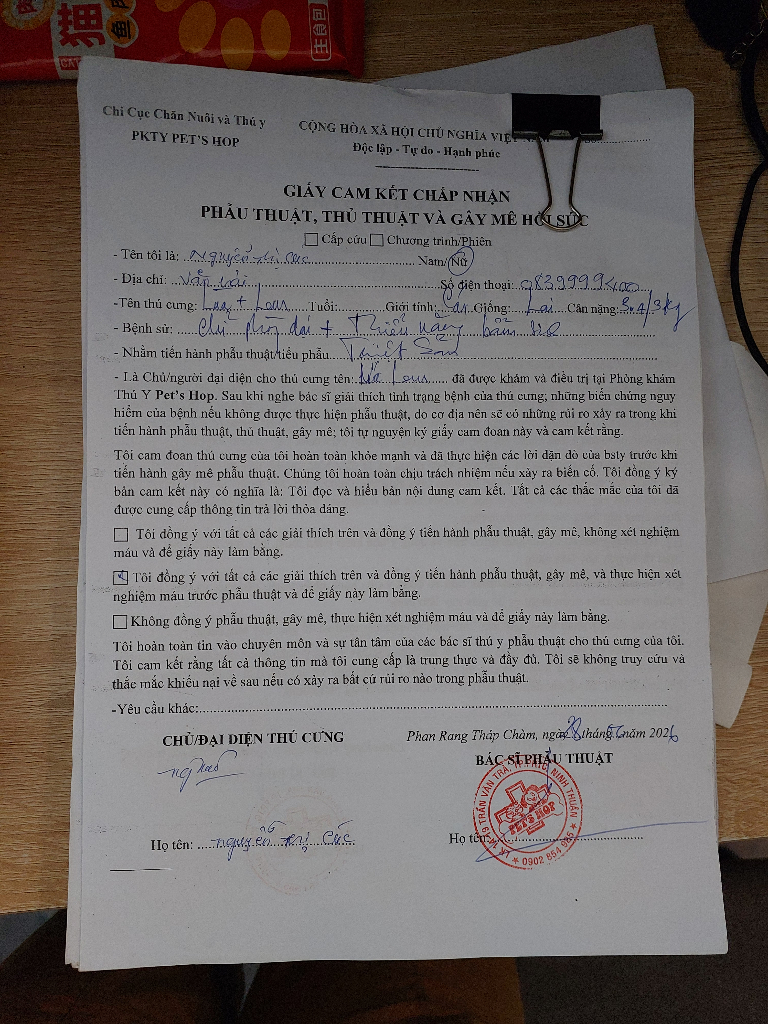 猫
鱼
主食包
Chi Cục Chăn Nuôi và Thú y
PKTY PET'S HOP
CỘNG HÒA XÃ HỘI CHỦ NGHĨA VIỆT NAM
Độc lập - Tự do - Hạnh phúc
GIẤY CAM KẾT CHẤP NHẬN
PHẪU THUẬT, THỦ THUẬT VÀ GÂY MÊ HỒI SỨC
Cấp cứu Chương trình/Phiên
- Tên tôi là: Nguyễn Thị Cúc Nam/Nữ
- Địa chỉ: Văn Hải Số điện thoại: 0839999400
-Tên thú cưng: Tuổi: Giới tính: Cái Giống: Lai Cân nặng: 3.4/3kg
- Bệnh sử: +
- Nhằm tiến hành phẫu thuật/tiểu phẫu Triệt Sản
- Là Chủ/người đại diện cho thú cưng tên: đã được khám và điều trị tại Phòng khám
Thú Y Pet's Hop. Sau khi nghe bác sĩ giải thích tình trạng bệnh của thú cưng, những biến chứng nguy
hiểm của bệnh nếu không được thực hiện phẫu thuật, do cơ địa nên sẽ có những rủi ro xảy ra trong khi
tiến hành phẫu thuật, thủ thuật, gây mê; tôi tự nguyện ký giấy cam đoan này và cam kết rằng.
Tôi cam đoan thú cưng của tôi hoàn toàn khỏe mạnh và đã thực hiện các lời dặn dò của bsty trước khi
tiến hành gây mê phẫu thuật. Chúng tôi hoàn toàn chịu trách nhiệm nếu xảy ra biến cố. Tôi đồng ý ký
bản cam kết này có nghĩa là: Tôi đọc và hiểu bản nội dung cam kết. Tất cả các thắc mắc của tôi đã
được cung cấp thông tin trả lời thỏa đáng.
Tôi đồng ý với tất cả các giải thích trên và đồng ý tiến hành phẫu thuật, gây mê, không xét nghiệm
máu và để giấy này làm bằng.
Tôi đồng ý với tất cả các giải thích trên và đồng ý tiến hành phẫu thuật, gây mê, và thực hiện xét
nghiệm máu trước phẫu thuật và để giấy này làm bằng.
Không đồng ý phẫu thuật, gây mê, thực hiện xét nghiệm máu và để giấy này làm bằng.
Tôi hoàn toàn tin vào chuyên môn và sự tận tâm của các bác sĩ thú y phẫu thuật cho thú cưng của tôi.
Tôi cam kết rằng tất cả thông tin mà tôi cung cấp là trung thực và đầy đủ. Tôi sẽ không truy cứu và
thắc mắc khiếu nại về sau nếu có xảy ra bất cứ rủi ro nào trong phẫu thuật.
-Yêu cầu khác:
CHỦ/ĐẠI DIỆN THÚ CƯNG
Phan Rang Tháp Chàm, ngày 28 tháng năm 2026
BÁC SĨ PHẪU THUẬT
PET'S HOP
Họ tên: nguyễn thị Cúc
Họ tên: